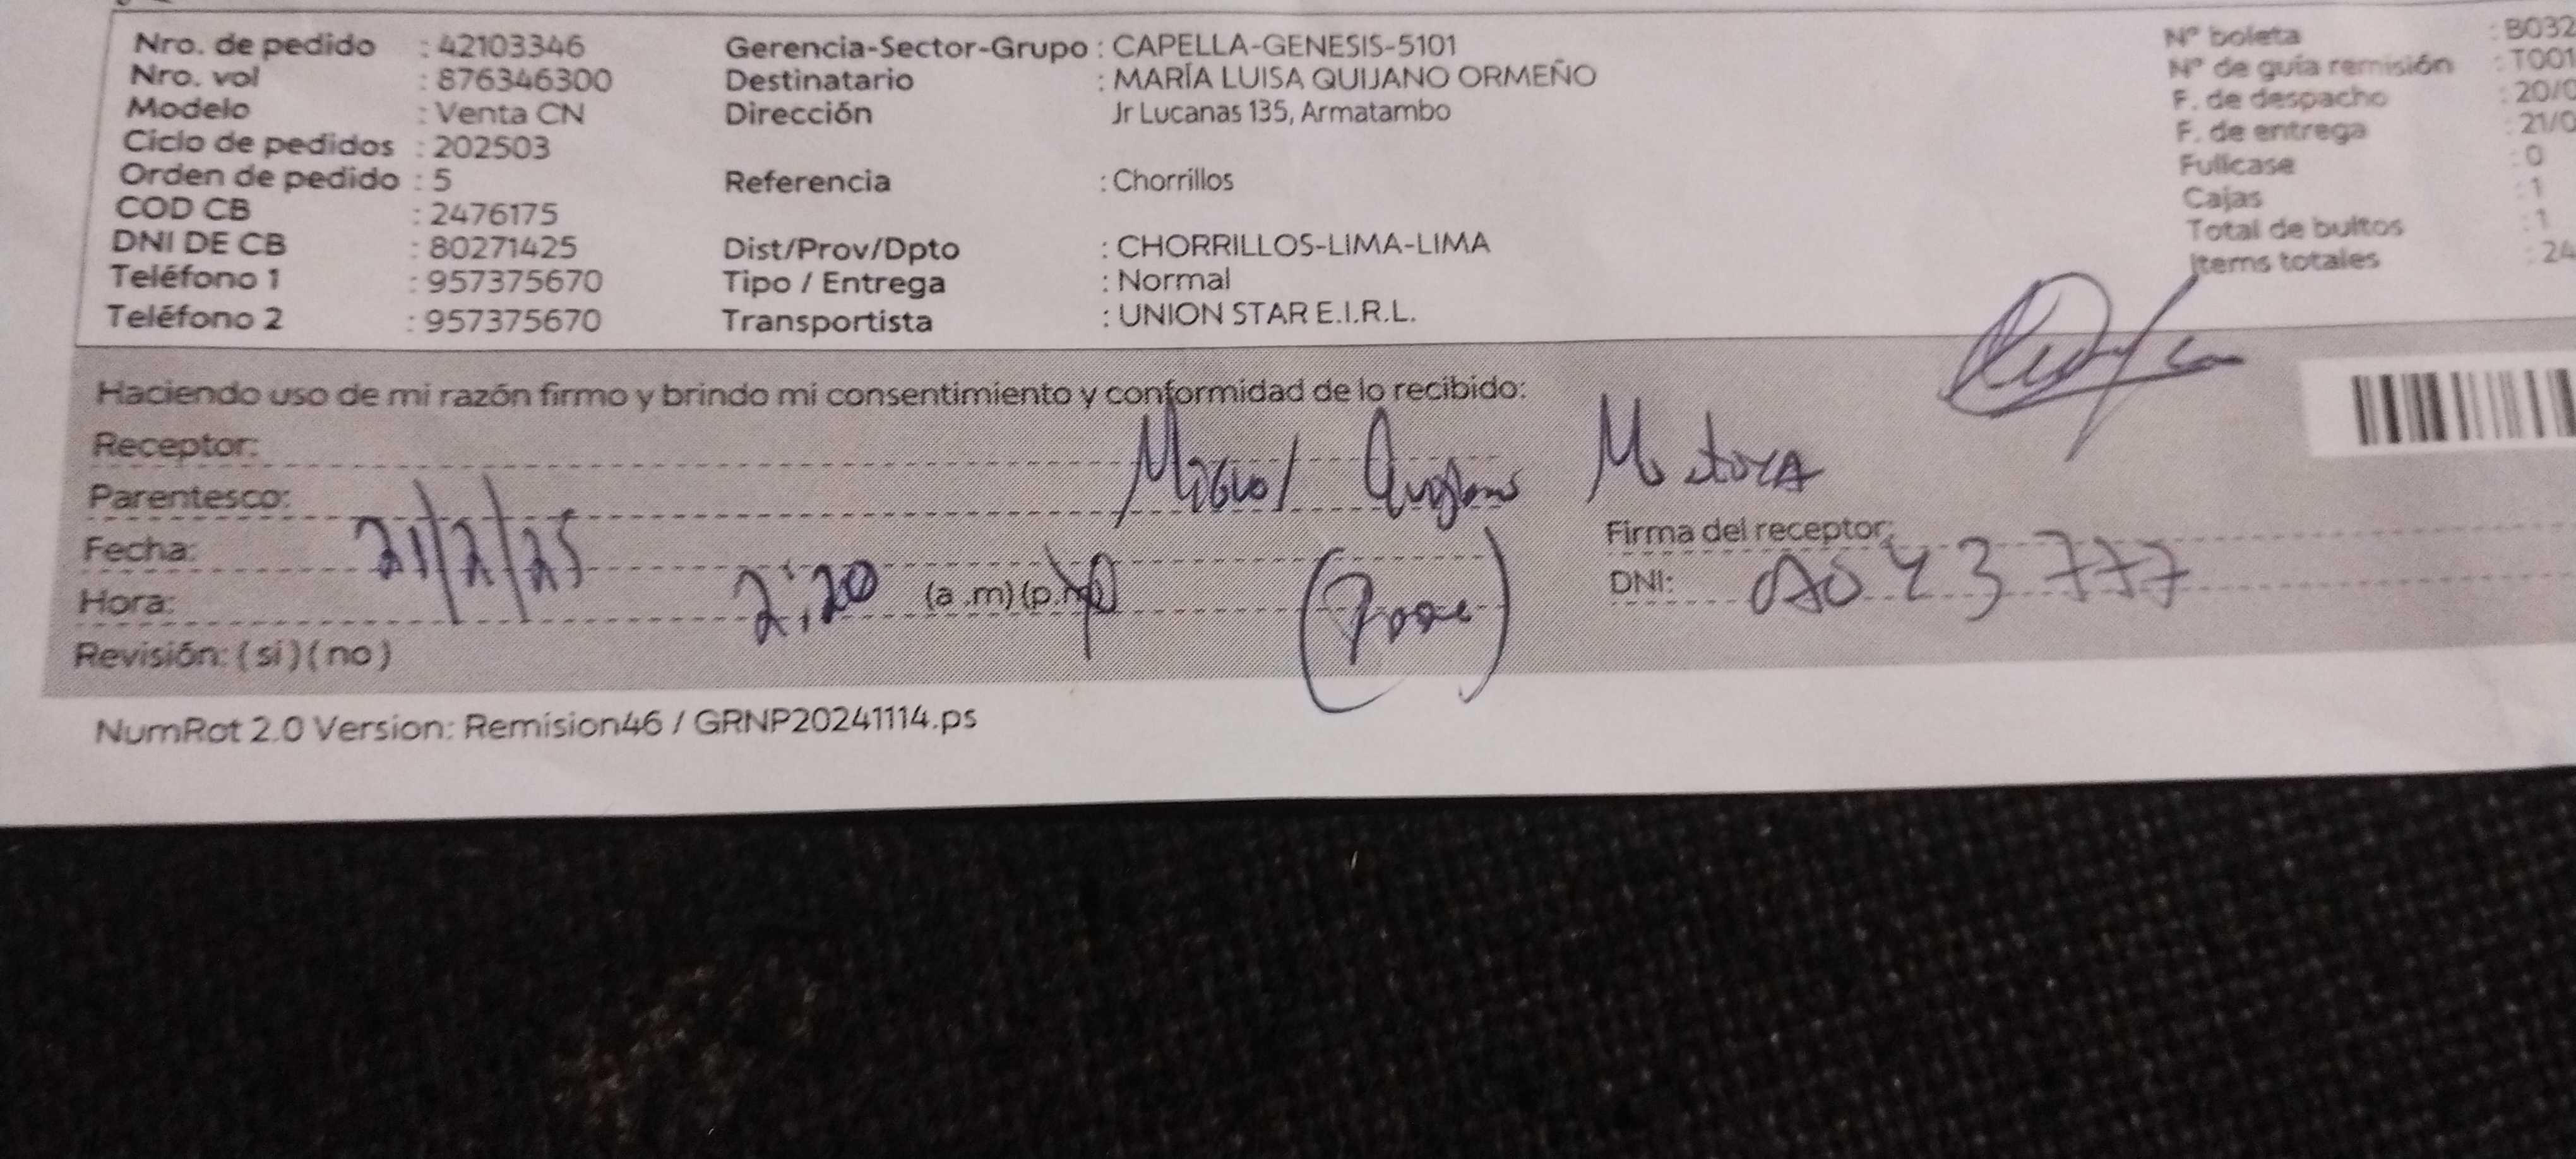 Nro. de pedido : 42103346 Gerencia-Sector-Grupo : CAPELLA-GENESIS-5101 Nº boleta : B032
Nro. vol : 876346300 Destinatario : MARÍA LUISA QUIJANO ORMEÑO Nº de guía remisión : T001
Modelo : Venta CN Dirección Jr Lucanas 135, Armatambo F. de despacho : 20/0
Ciclo de pedidos : 202503 F. de entrega : 21/0
Orden de pedido : 5 Referencia : Chorrillos Fullcase : 0
COD CB : 2476175 Cajas : 1
DNI DE CB : 80271425 Dist/Prov/Dpto : CHORRILLOS-LIMA-LIMA Total de bultos : 1
Teléfono 1 : 957375670 Tipo / Entrega : Normal Items totales : 24
Teléfono 2 : 957375670 Transportista : UNION STAR E.I.R.L.
Haciendo uso de mi razón firmo y brindo mi consentimiento y conformidad de lo recibido:
Receptor: Miguel
Parentesco:
Fecha: 21/2/25 Firma del receptor:
Hora: 2:20 (a .m) (p.m) DNI:
Revisión: ( si ) ( no )
NumRot 2.0 Version: Remision46 / GRNP20241114.ps